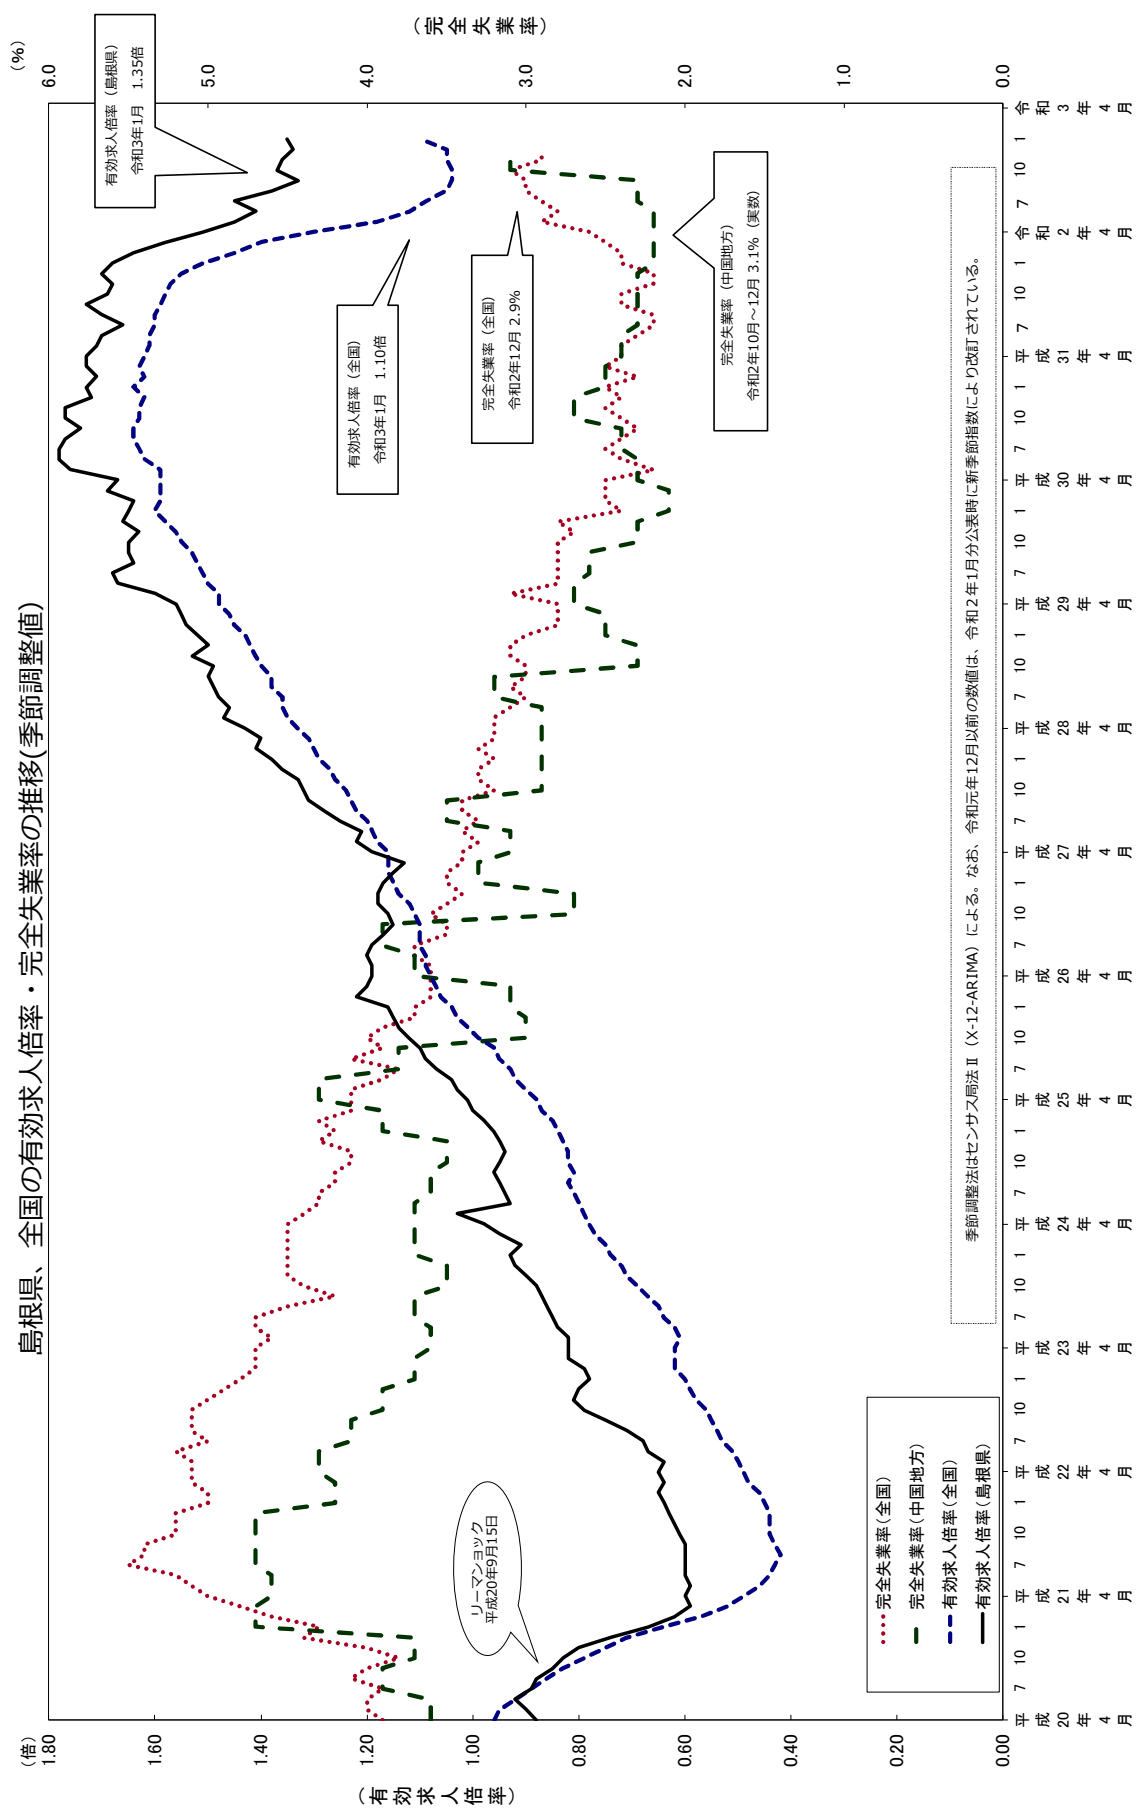 島根県、全国の有効求人倍率・完全失業率の推移(季節調整値)
(倍)
(%)
(有効求人倍率)
(完全失業率)
1.80
1.60
1.40
1.20
1.00
0.80
0.60
0.40
0.20
0.00
6.0
5.0
4.0
3.0
2.0
1.0
0.0
有効求人倍率(島根県)
令和3年1月 1.35倍
有効求人倍率(全国)
令和3年1月 1.10倍
完全失業率(全国)
令和2年12月 2.9%
完全失業率(中国地方)
令和2年10月~12月 3.1% (実数)
リーマンョック
平成20年9月15日
完全失業率(全国)
完全失業率(中国地方)
有効求人倍率(全国)
有効求人倍率(島根県)
季節調整法はセンサス局法Ⅱ(X-12-ARIMA)による。なお、令和元年12月以前の数値は、令和2年1月分公表時に新季節指数により改訂されている。
平成20年4月 7 10 1 平成21年4月 7 10 1 平成22年4月 7 10 1 平成23年4月 7 10 1 平成24年4月 7 10 1 平成25年4月 7 10 1 平成26年4月 7 10 1 平成27年4月 7 10 1 平成28年4月 7 10 1 平成29年4月 7 10 1 平成30年4月 7 10 1 平成31年4月 7 10 1 令和2年4月 7 10 1 令和3年4月